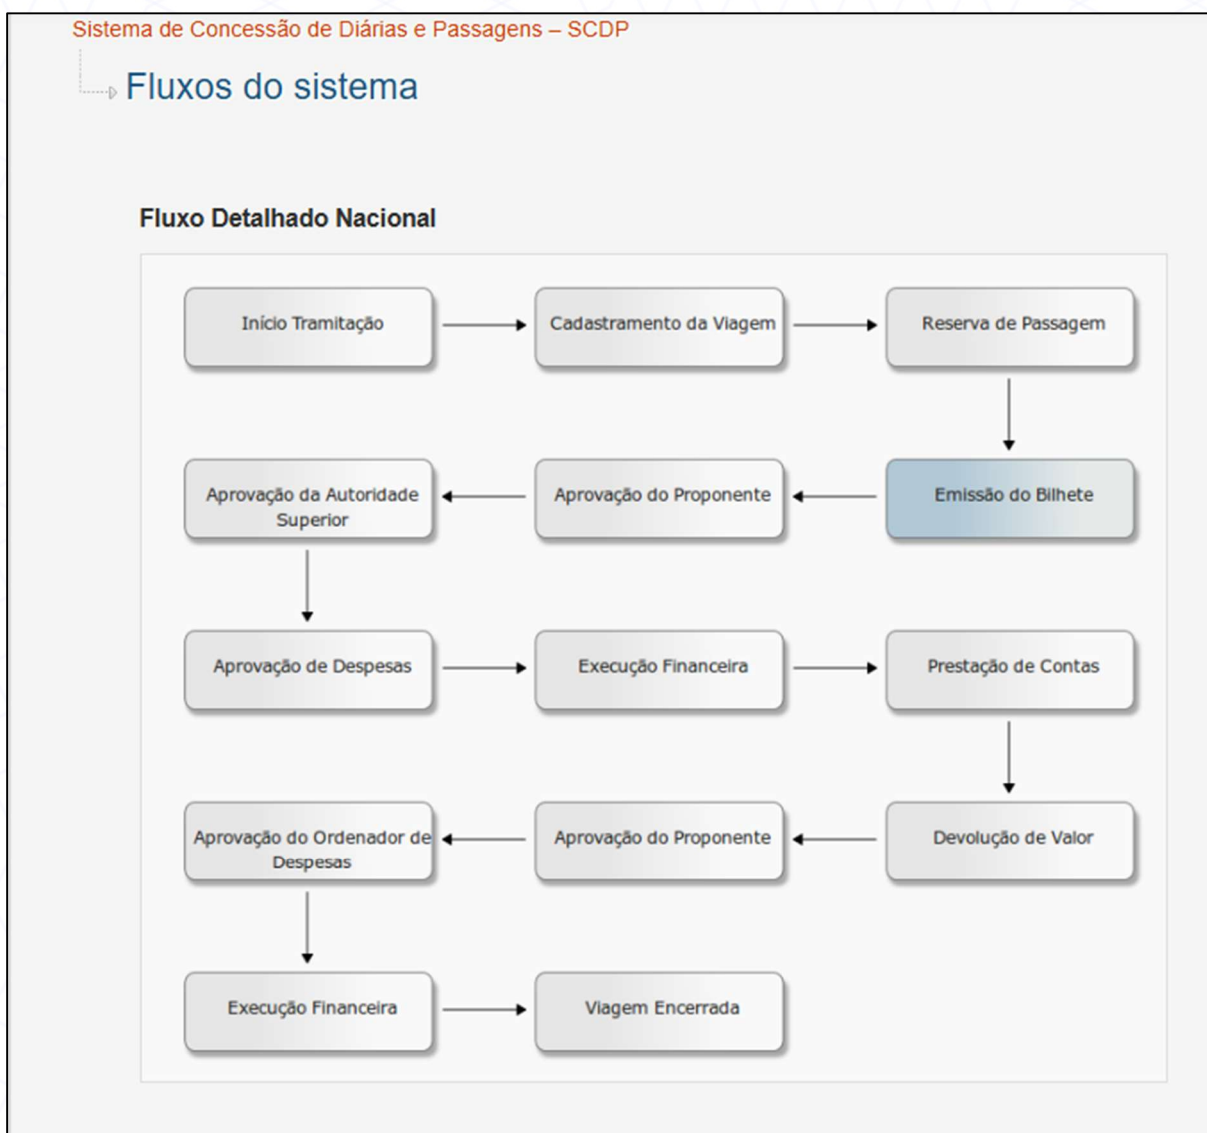 Sistema de Concessão de Diárias e Passagens – SCDP
Fluxos do sistema
Fluxo Detalhado Nacional
Início Tramitação
Cadastramento da Viagem
Reserva de Passagem
Emissão do Bilhete
Aprovação do Proponente
Aprovação da Autoridade
Superior
Aprovação de Despesas
Execução Financeira
Prestação de Contas
Devolução de Valor
Aprovação do Proponente
Aprovação do Ordenador de
Despesas
Execução Financeira
Viagem Encerrada